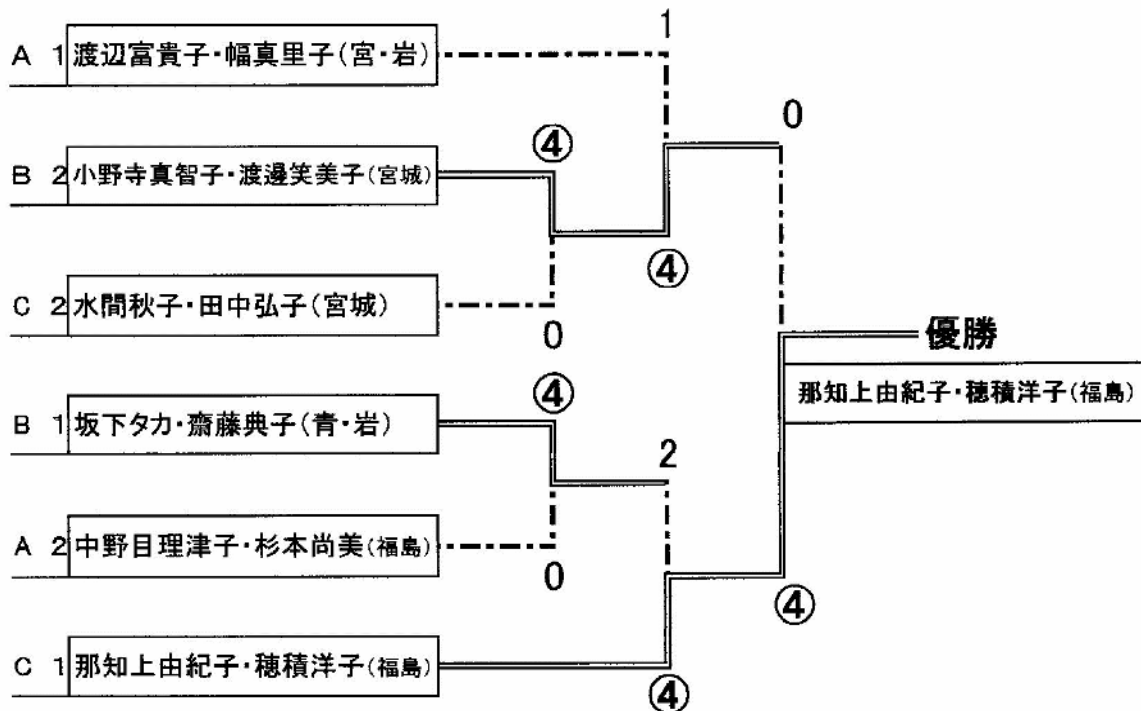 1
A 1 渡辺富貴子・幅真里子(宮・岩)
0
④
B 2 小野寺真智子・渡邊笑美子(宮城)
④
C 2 水間秋子・田中弘子(宮城)
0
優勝
那知上由紀子・穂積洋子(福島)
④
B 1 坂下タカ・齋藤典子(青・岩)
2
A 2 中野目理津子・杉本尚美(福島)
0
④
C 1 那知上由紀子・穂積洋子(福島)
④